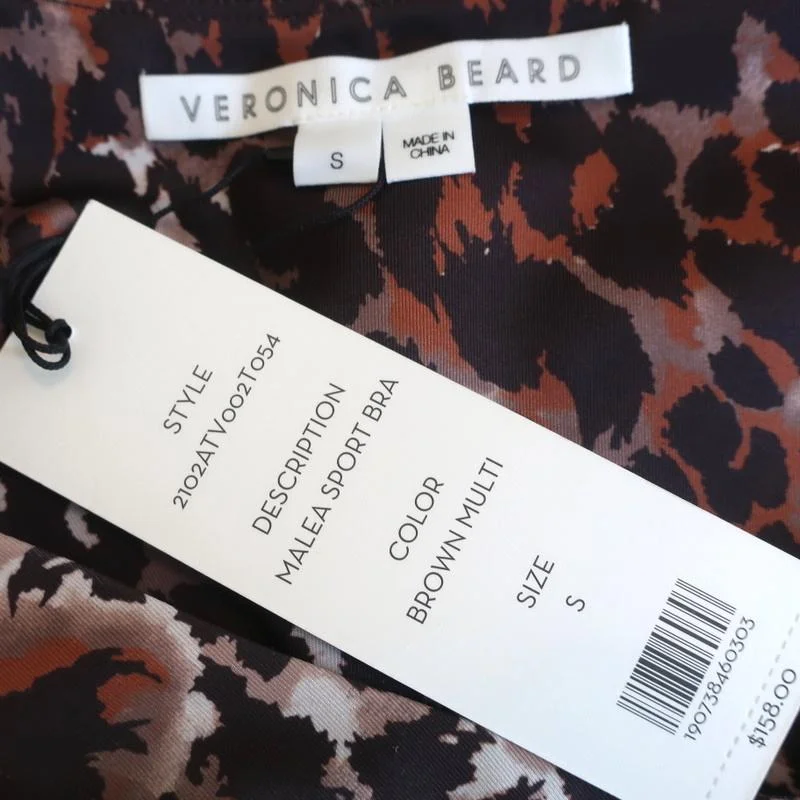 VERONICA BEARD
S
MADE IN
CHINA
STYLE
2102ATV002T054
DESCRIPTION
MALEA SPORT BRA
COLOR
BROWN MULTI
SIZE
S
190738460303
$158.00